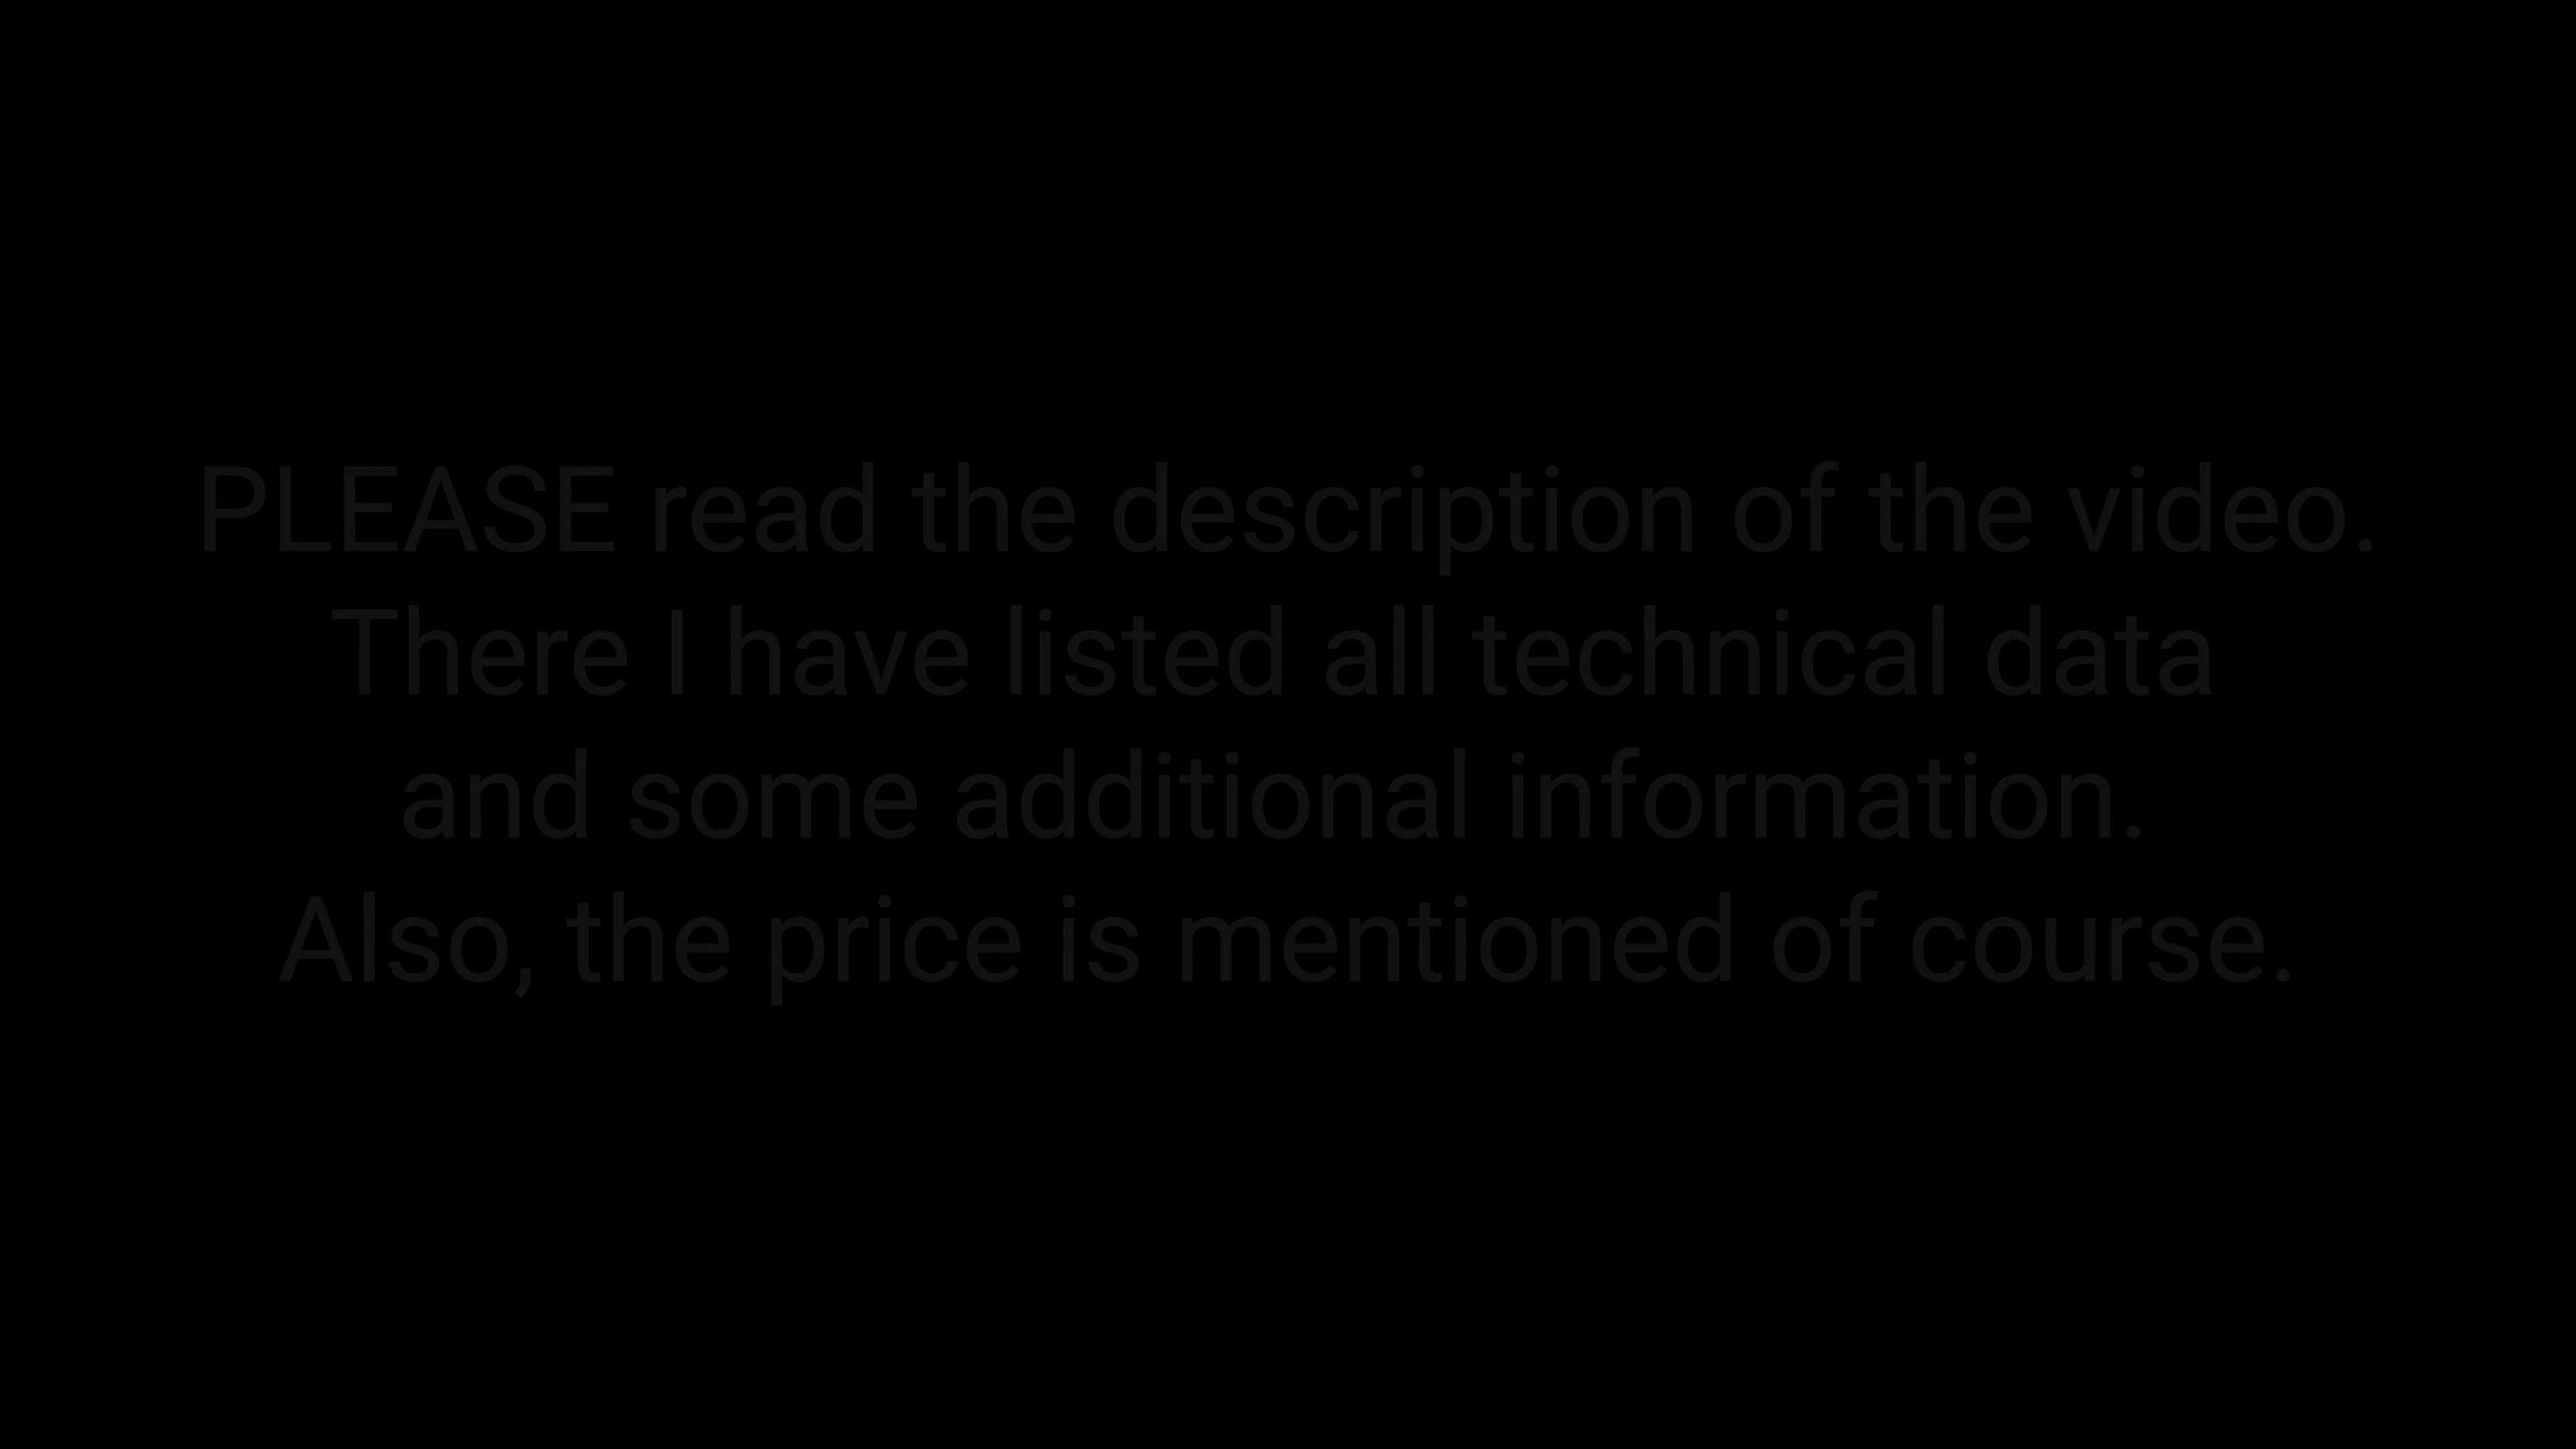 PLEASE read the description of the video.
There I have listed all technical data
and some additional information.
Also, the price is mentioned of course.